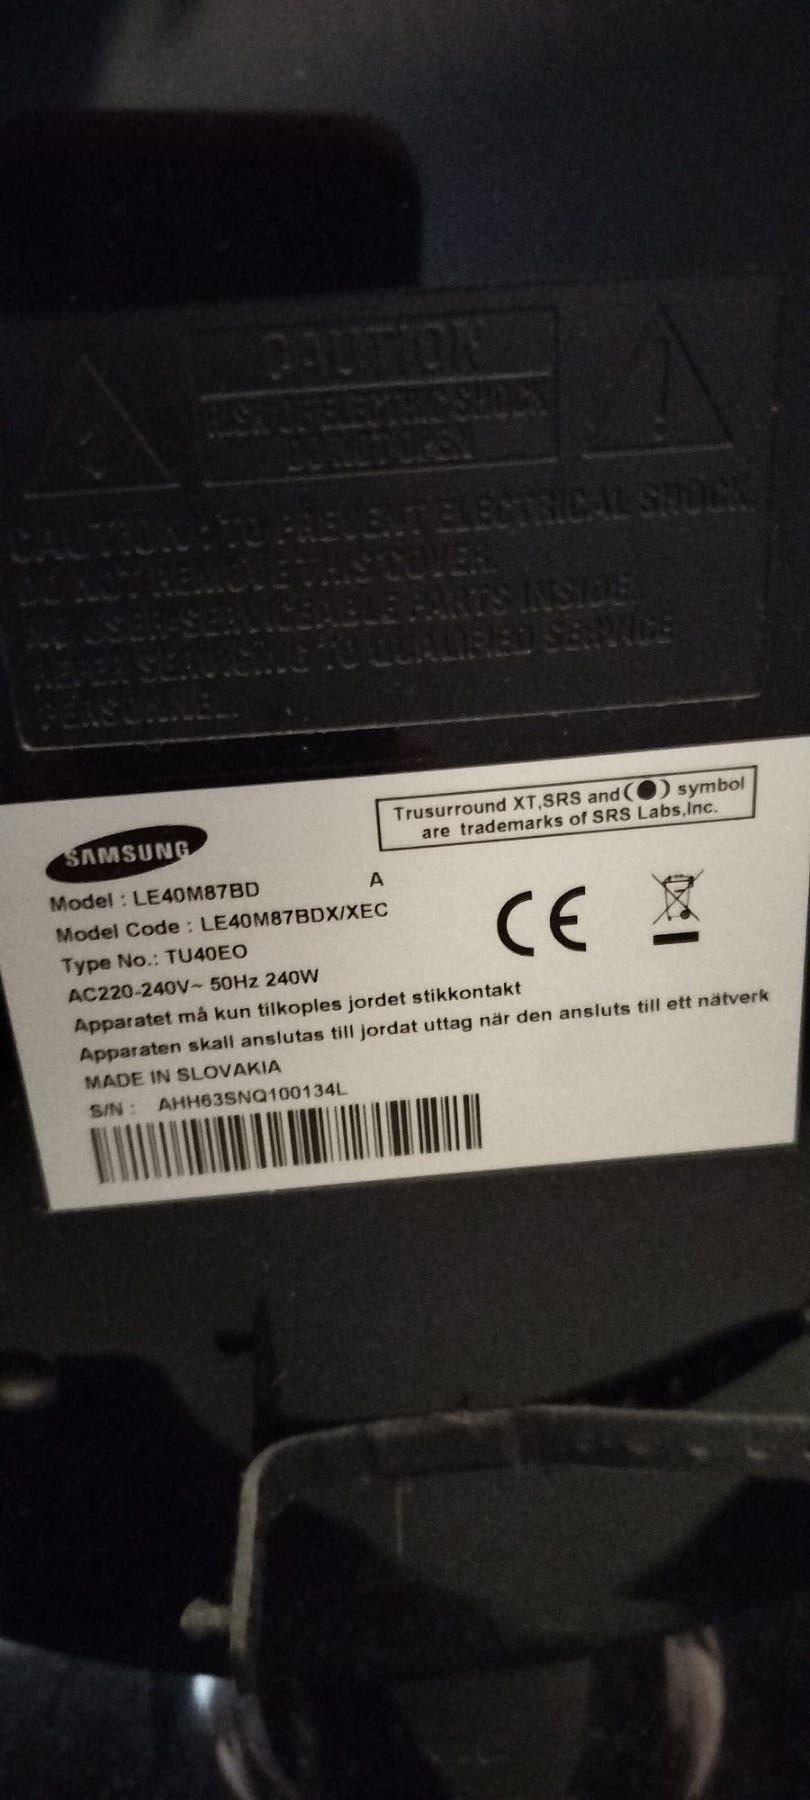 CAUTION
RISK OF ELECTRIC SHOCK
DO NOT OPEN
CAUTION : TO PREVENT ELECTRICAL SHOCK,
DO NOT REMOVE THIS COVER.
NO USER-SERVICEABLE PARTS INSIDE.
REFER SERVICING TO QUALIFIED SERVICE
PERSONNEL.
Trusurround XT,SRS and (●) symbol
are trademarks of SRS Labs,Inc.
SAMSUNG
Model : LE40M87BD A
Model Code : LE40M87BDX/XEC
Type No.: TU40EO
AC220-240V~ 50Hz 240W
Apparatet må kun tilkoples jordet stikkontakt
Apparaten skall anslutas till jordat uttag när den ansluts till ett nätverk
MADE IN SLOVAKIA
S/N : AHH63SNQ100134L
CE